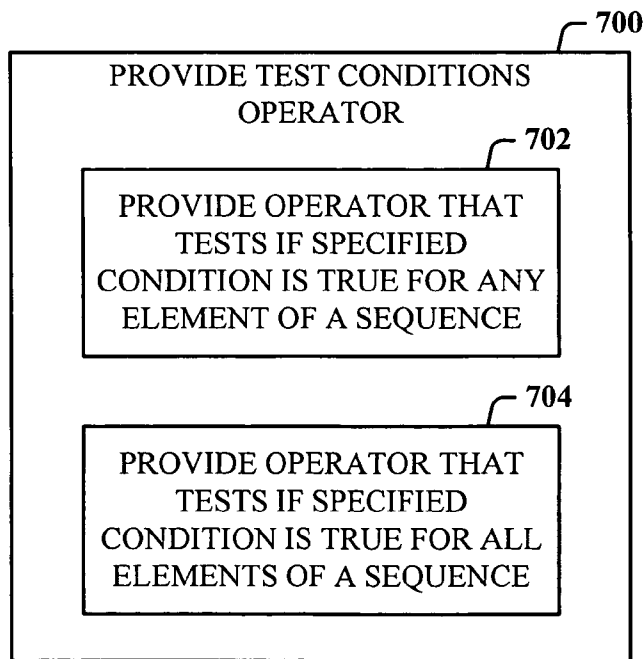 700
PROVIDE TEST CONDITIONS
OPERATOR
702
PROVIDE OPERATOR THAT
TESTS IF SPECIFIED
CONDITION IS TRUE FOR ANY
ELEMENT OF A SEQUENCE
704
PROVIDE OPERATOR THAT
TESTS IF SPECIFIED
CONDITION IS TRUE FOR ALL
ELEMENTS OF A SEQUENCE